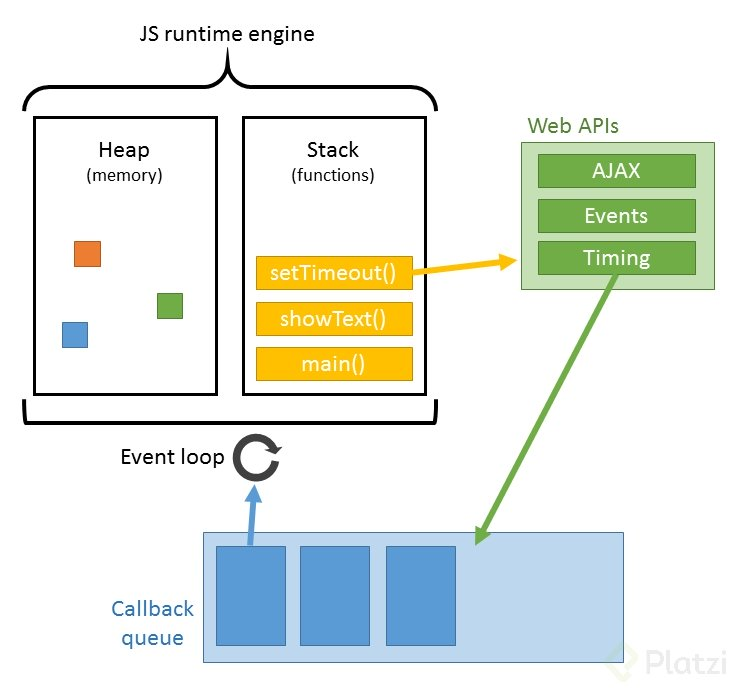 JS runtime engine
Heap
(memory)
Stack
(functions)
setTimeout()
showText()
main()
Web APIs
AJAX
Events
Timing
Event loop
Callback
queue
Platzi